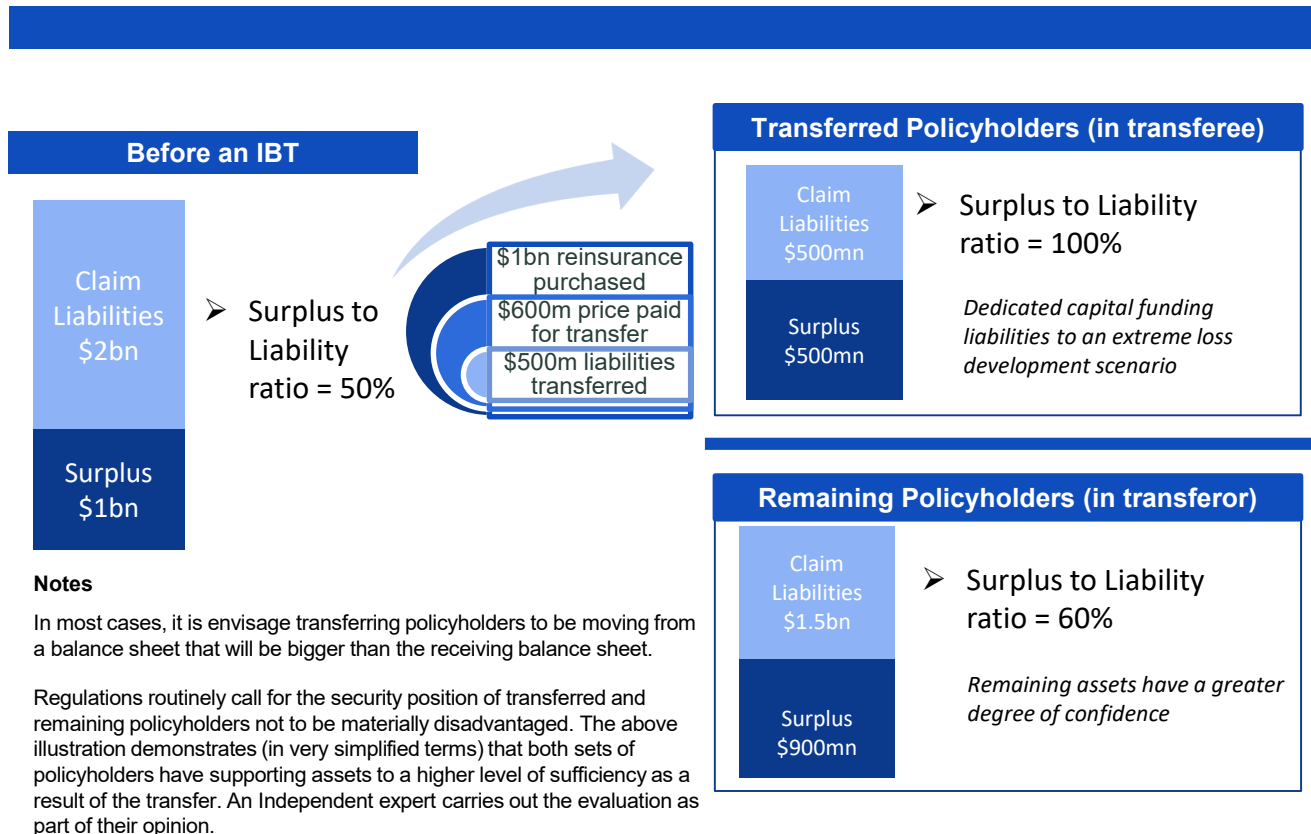 Before an IBT
Claim
Liabilities
$2bn
Surplus
$1bn
➢ Surplus to
Liability
ratio = 50%
$1bn reinsurance
purchased
$600m price paid
for transfer
$500m liabilities
transferred
Transferred Policyholders (in transferee)
Claim
Liabilities
$500mn
Surplus
$500mn
➢ Surplus to Liability
ratio = 100%
Dedicated capital funding
liabilities to an extreme loss
development scenario
Remaining Policyholders (in transferor)
Claim
Liabilities
$1.5bn
Surplus
$900mn
➢ Surplus to Liability
ratio = 60%
Remaining assets have a greater
degree of confidence
Notes
In most cases, it is envisage transferring policyholders to be moving from
a balance sheet that will be bigger than the receiving balance sheet.
Regulations routinely call for the security position of transferred and
remaining policyholders not to be materially disadvantaged. The above
illustration demonstrates (in very simplified terms) that both sets of
policyholders have supporting assets to a higher level of sufficiency as a
result of the transfer. An Independent expert carries out the evaluation as
part of their opinion.